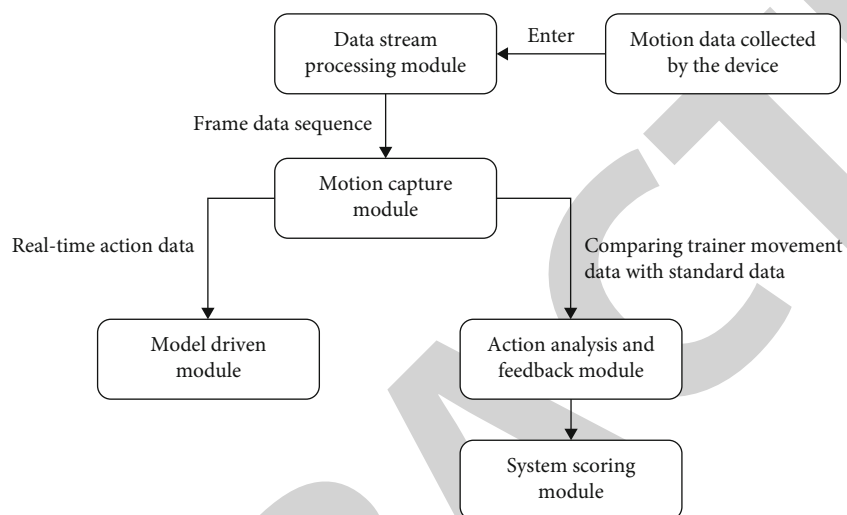 Data stream
processing module
Enter
Motion data collected
by the device
Frame data sequence
Motion capture
module
Real-time action data
Comparing trainer movement
data with standard data
Model driven
module
Action analysis and
feedback module
System scoring
module